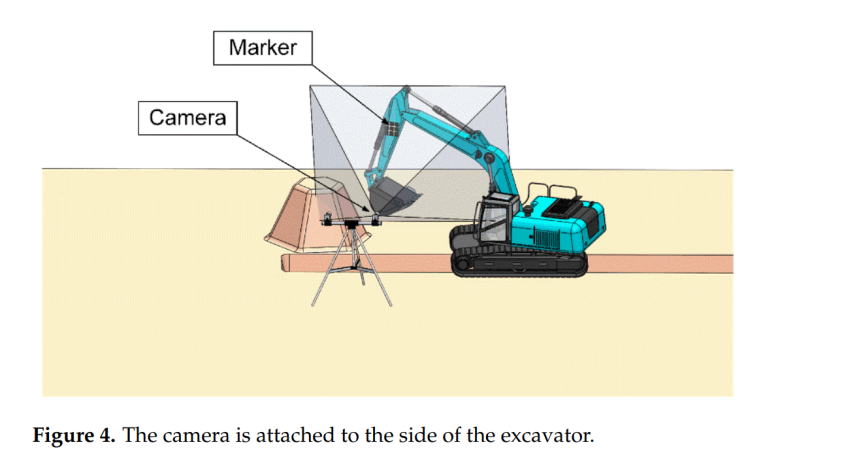 Marker
Camera
Figure 4. The camera is attached to the side of the excavator.